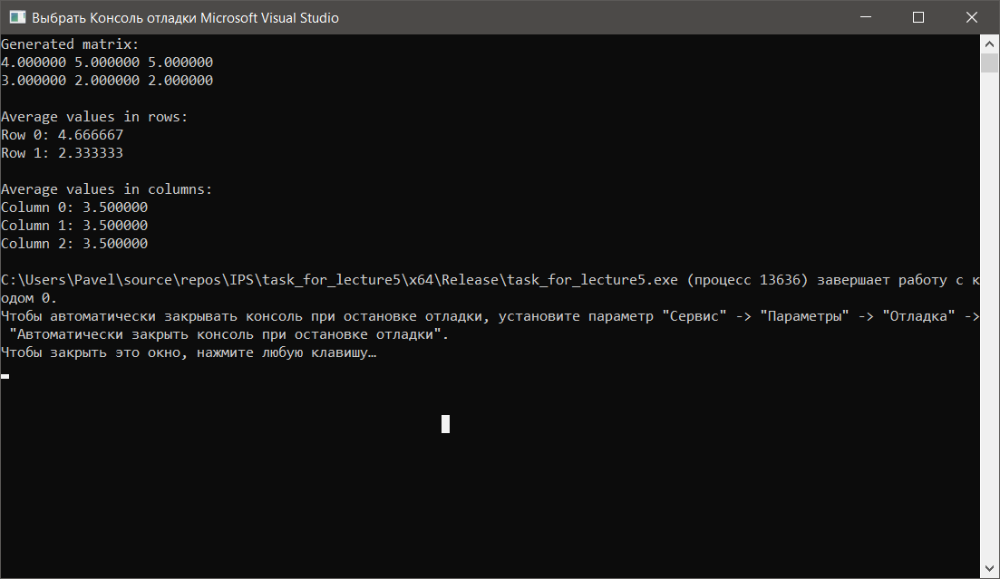 Выбрать Консоль отладки Microsoft Visual Studio
Generated matrix:
4.000000 5.000000 5.000000
3.000000 2.000000 2.000000
Average values in rows:
Row 0: 4.666667
Row 1: 2.333333
Average values in columns:
Column 0: 3.500000
Column 1: 3.500000
Column 2: 3.500000
C:\Users\Pavel\source\repos\IPS\task_for_lecture5\x64\Release\task_for_lecture5.exe (процесс 13636) завершает работу с к
одом 0.
Чтобы автоматически закрывать консоль при остановке отладки, установите параметр "Сервис" -> "Параметры" -> "Отладка" ->
 "Автоматически закрыть консоль при остановке отладки".
Чтобы закрыть это окно, нажмите любую клавишу…